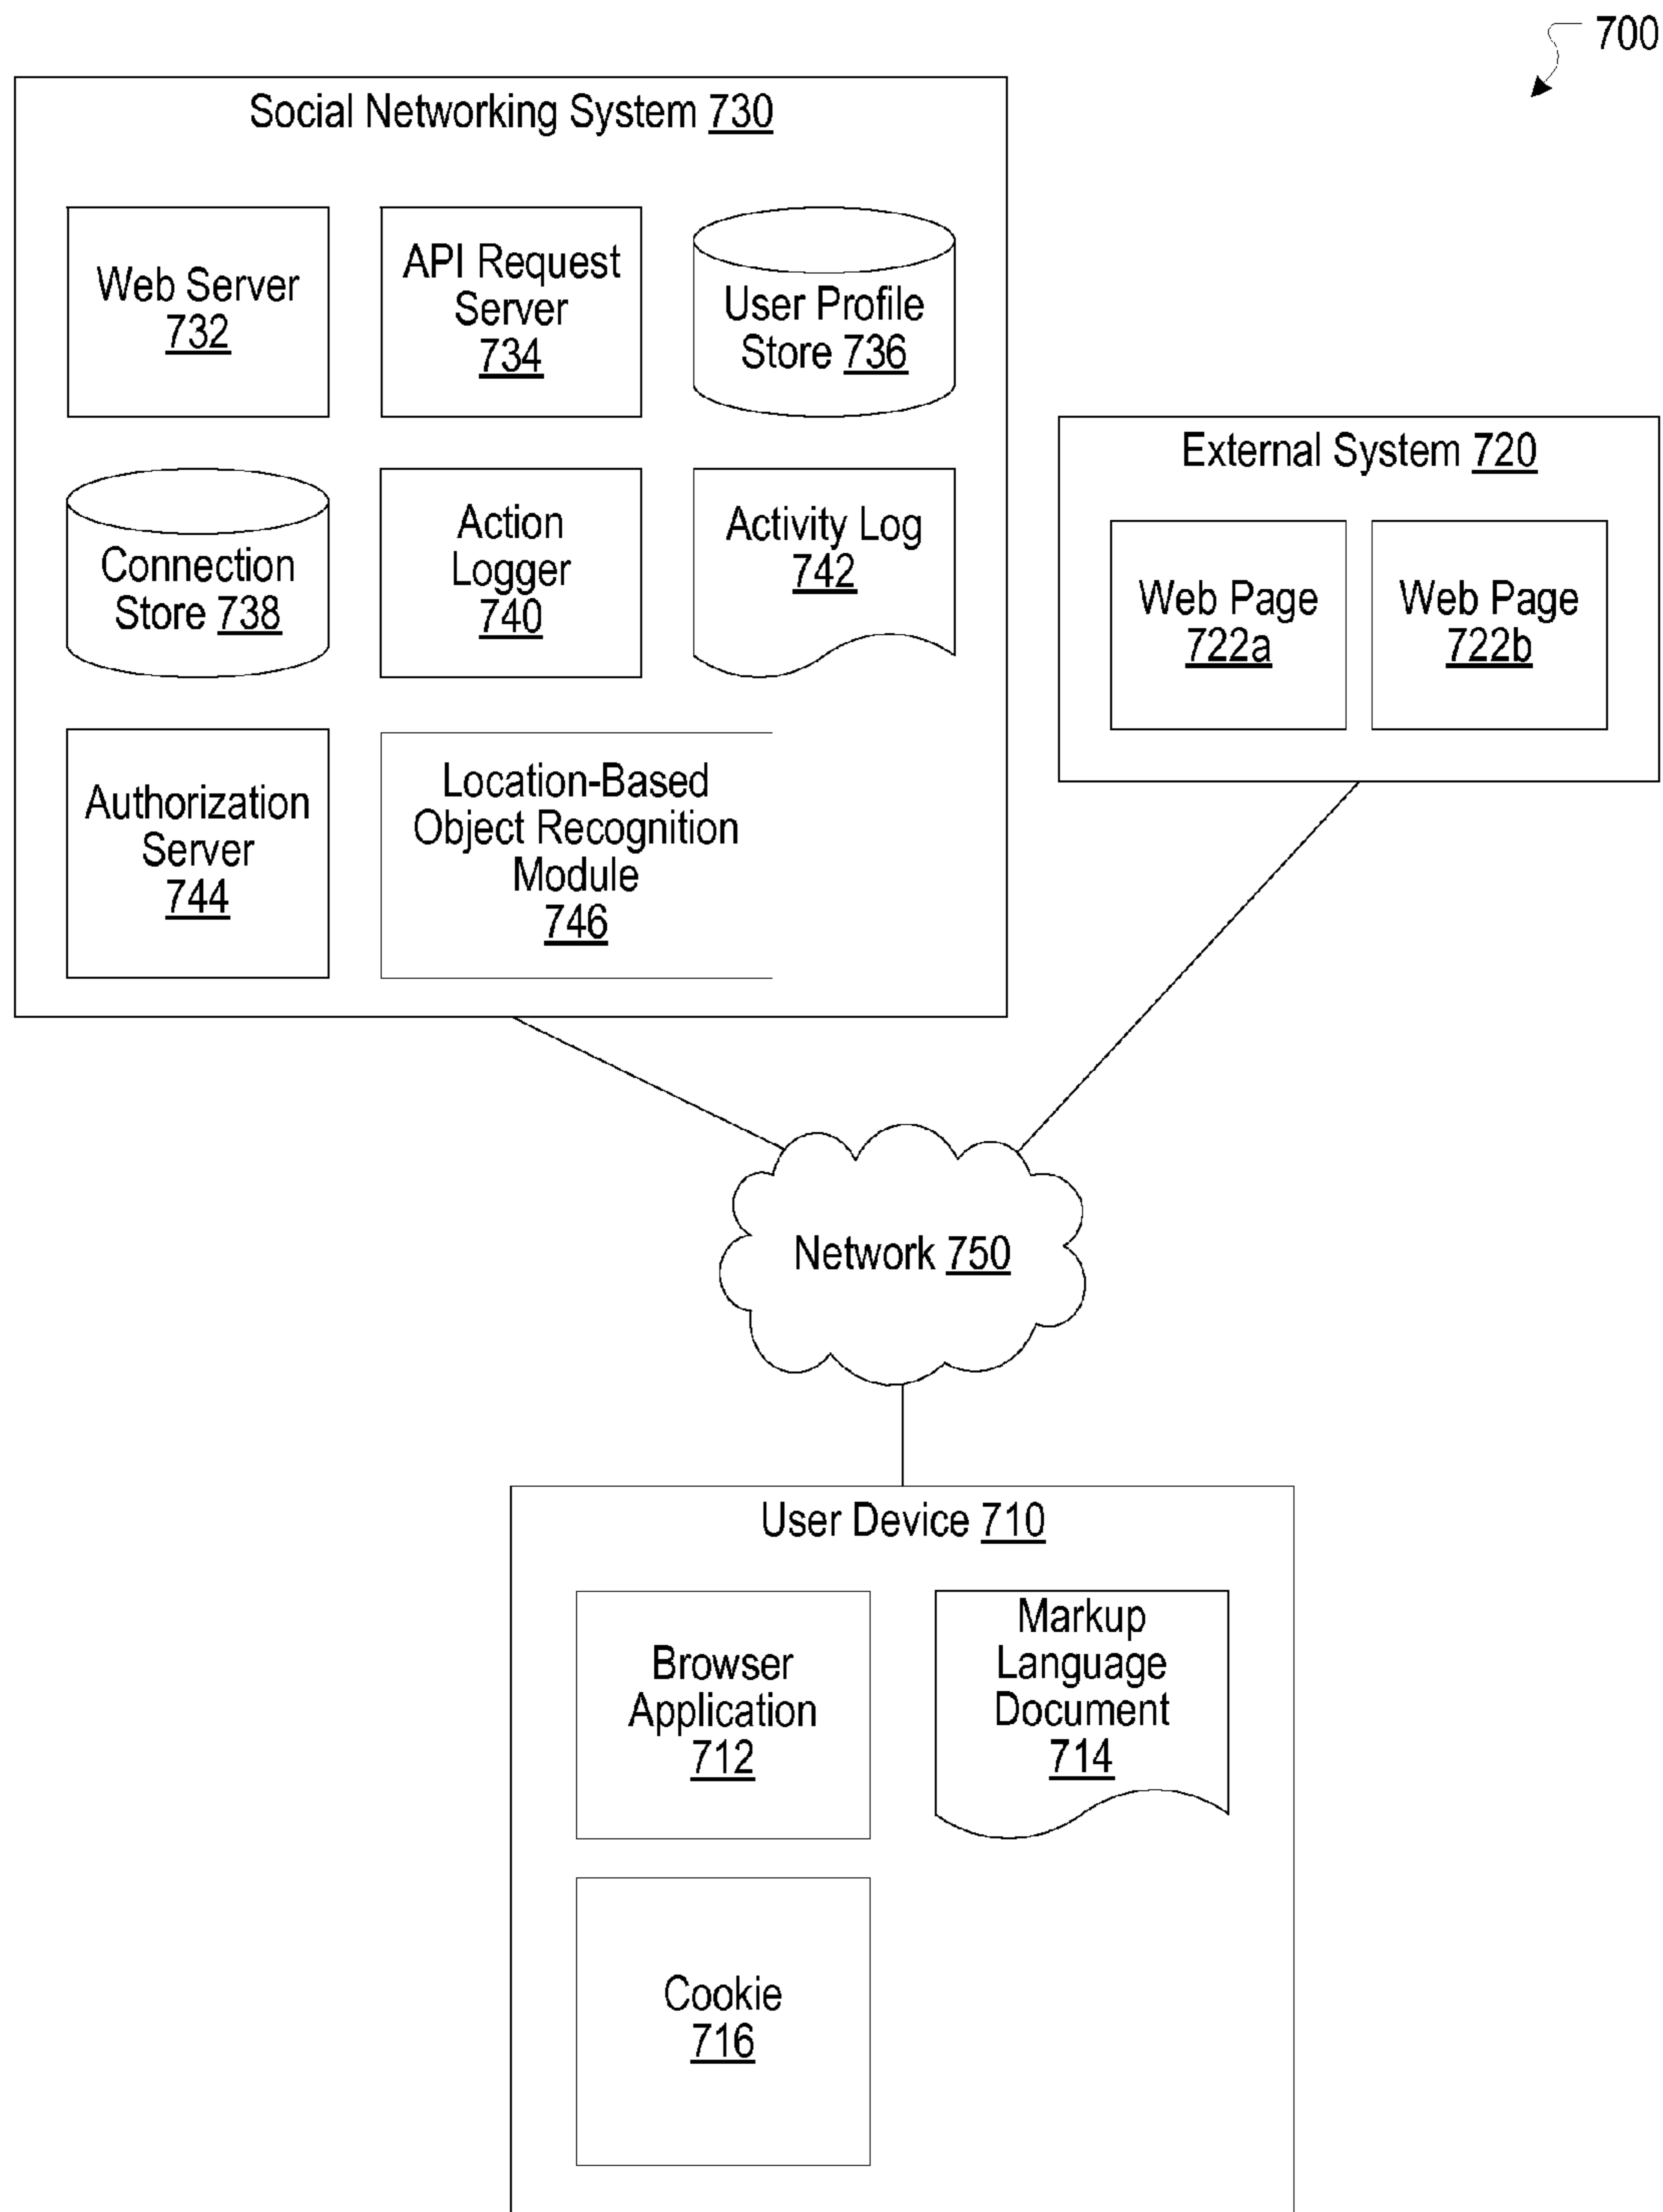 700
Social Networking System 730
Web Server
732
API Request
Server
734
User Profile
Store 736
Connection
Store 738
Action
Logger
740
Activity Log
742
Authorization
Server
744
Location-Based
Object Recognition
Module
746
External System 720
Web Page
722a
Web Page
722b
Network 750
User Device 710
Browser
Application
712
Markup
Language
Document
714
Cookie
716